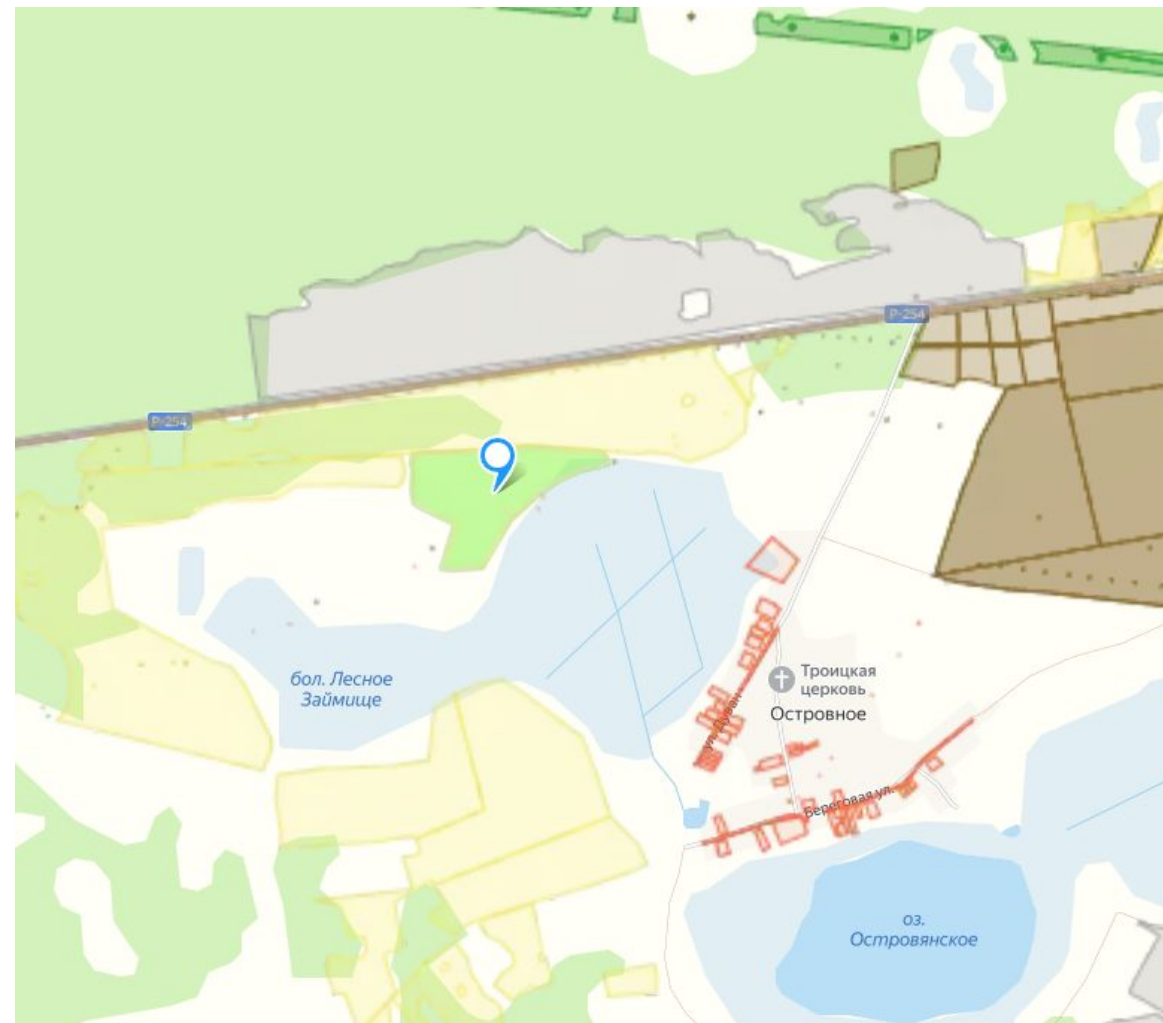 Р-254
Р-254
бол. Лесное
Займище
Троицкая
церковь
Островное
Береговая ул.
оз.
Островянское